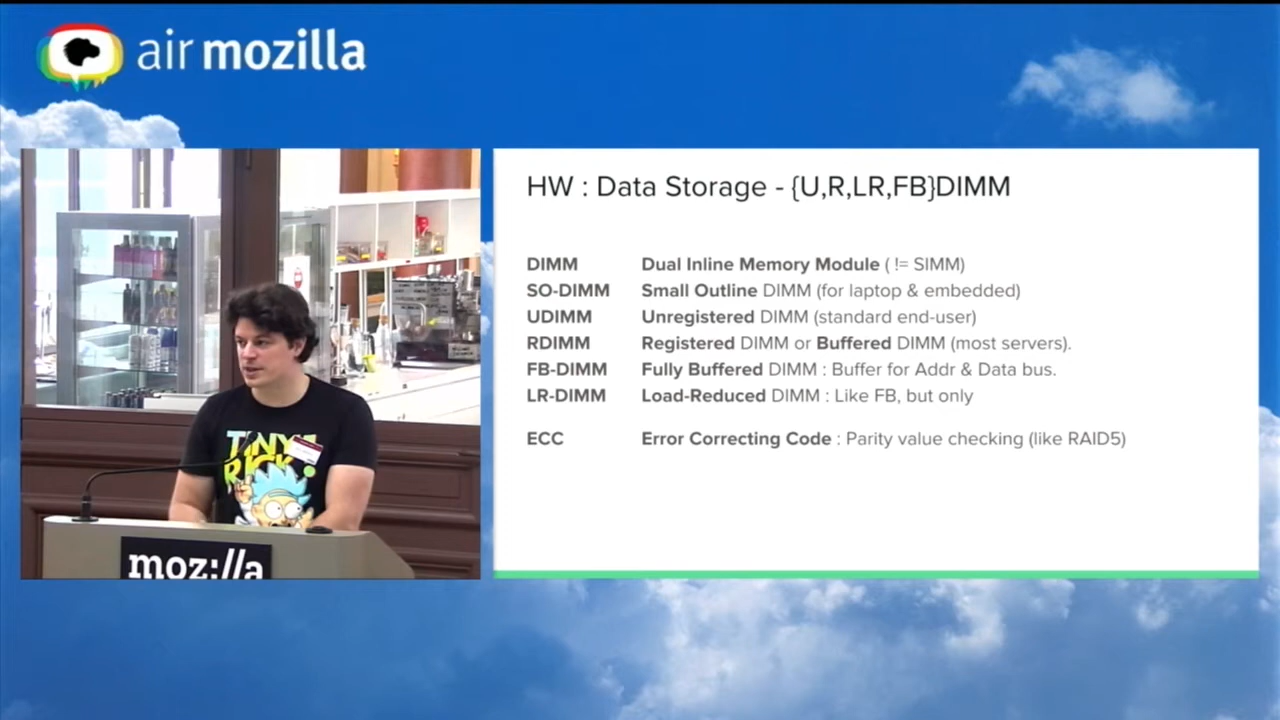 air mozilla
HW : Data Storage - {U,R,LR,FB}DIMM
DIMM Dual Inline Memory Module ( != SIMM)
SO-DIMM Small Outline DIMM (for laptop & embedded)
UDIMM Unregistered DIMM (standard end-user)
RDIMM Registered DIMM or Buffered DIMM (most servers).
FB-DIMM Fully Buffered DIMM : Buffer for Addr & Data bus.
LR-DIMM Load-Reduced DIMM : Like FB, but only
ECC Error Correcting Code : Parity value checking (like RAID5)
TINY
RICK
moz://a